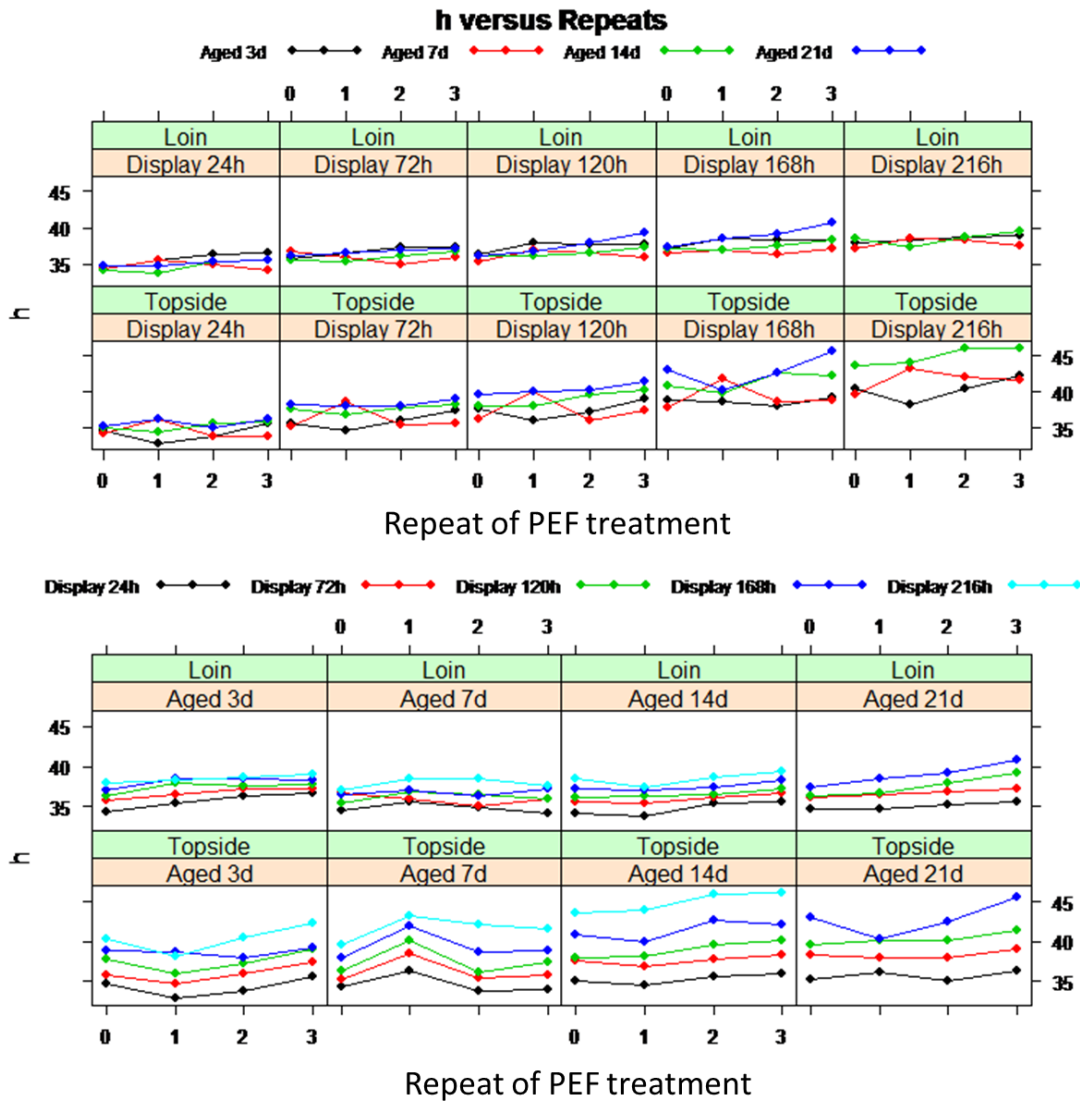 h versus Repeats
Aged 3d Aged 7d Aged 14d Aged 21d
0 1 2 3 0 1 2 3
Loin Loin Loin Loin Loin
Display 24h Display 72h Display 120h Display 168h Display 216h
45
40
35
h
Topside Topside Topside Topside Topside
Display 24h Display 72h Display 120h Display 168h Display 216h
45
40
35
0 1 2 3 0 1 2 3 0 1 2 3
Repeat of PEF treatment
Display 24h Display 72h Display 120h Display 168h Display 216h
0 1 2 3 0 1 2 3
Loin Loin Loin Loin
Aged 3d Aged 7d Aged 14d Aged 21d
45
40
35
h
Topside Topside Topside Topside
Aged 3d Aged 7d Aged 14d Aged 21d
45
40
35
0 1 2 3 0 1 2 3
Repeat of PEF treatment